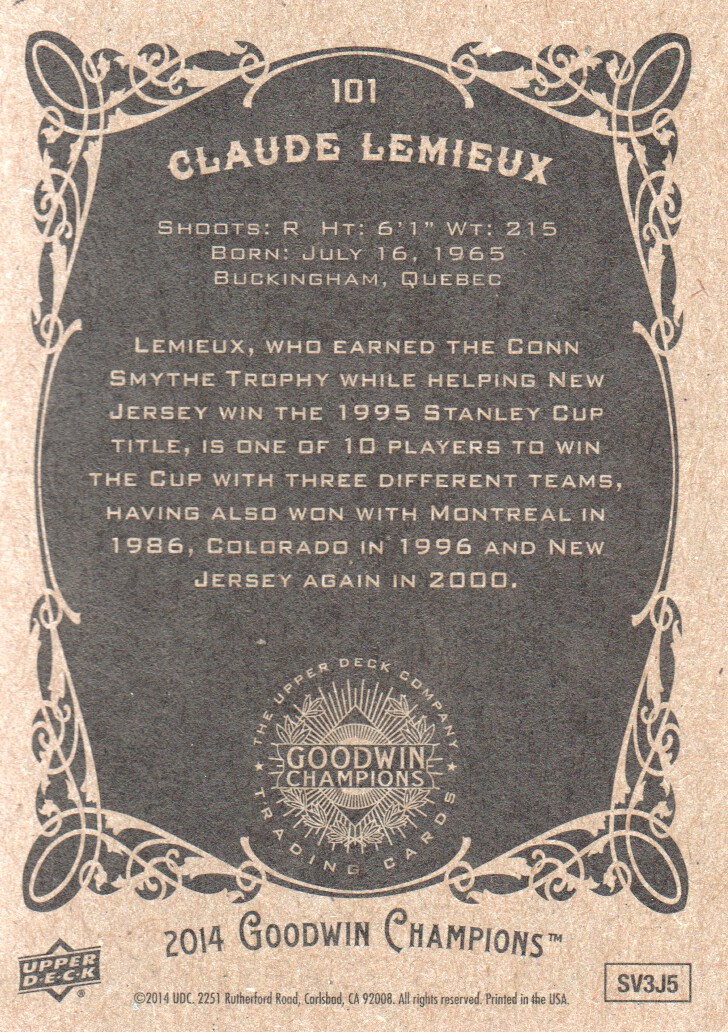 101
CLAUDE LEMIEUX
SHOOTS: R HT: 6'1" WT: 215
BORN: JULY 16, 1965
BUCKINGHAM, QUEBEC
LEMIEUX, WHO EARNED THE CONN
SMYTHE TROPHY WHILE HELPING NEW
JERSEY WIN THE 1995 STANLEY CUP
TITLE, IS ONE OF 10 PLAYERS TO WIN
THE CUP WITH THREE DIFFERENT TEAMS,
HAVING ALSO WON WITH MONTREAL IN
1986, COLORADO IN 1996 AND NEW
JERSEY AGAIN IN 2000.
THE UPPER DECK COMPANY
GOODWIN
CHAMPIONS
★ TRADING CARDS ★
2014 GOODWIN CHAMPIONS™
UPPER
D·E·C·K®
©2014 UDC. 2251 Rutherford Road, Carlsbad, CA 92008. All rights reserved. Printed in the USA.
SV3J5